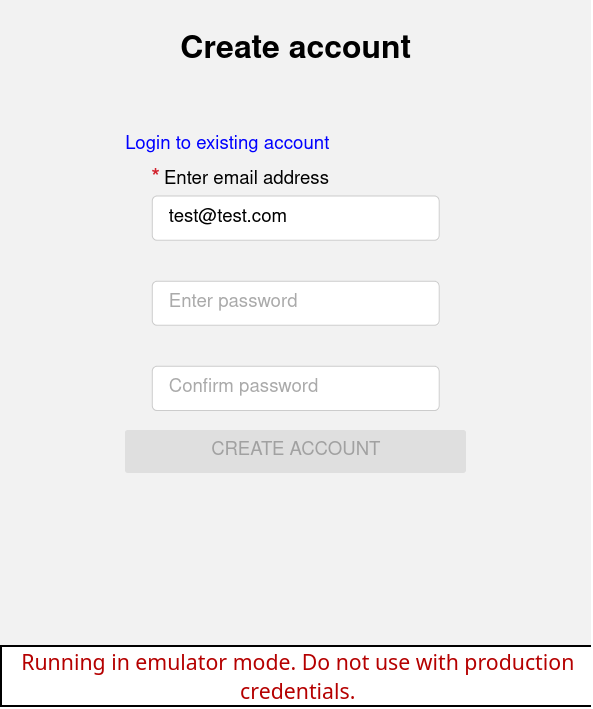 Create account
Login to existing account
* Enter email address
test@test.com
Enter password
Confirm password
CREATE ACCOUNT
Running in emulator mode. Do not use with production
credentials.